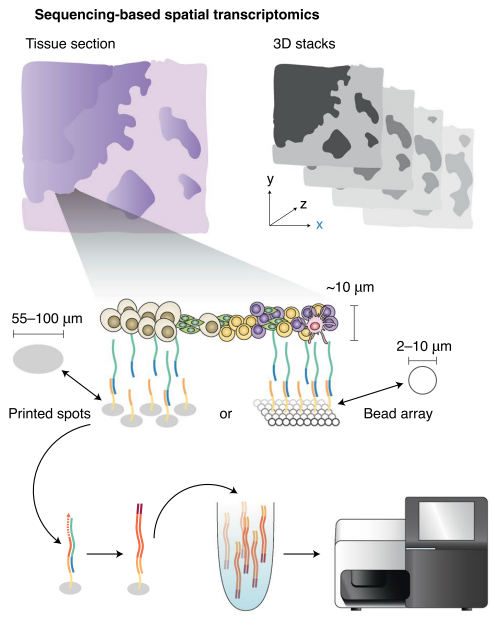 Sequencing-based spatial transcriptomics
Tissue section
3D stacks
y
z
x
~10 μm
55–100 μm
2–10 μm
Printed spots
or
Bead array